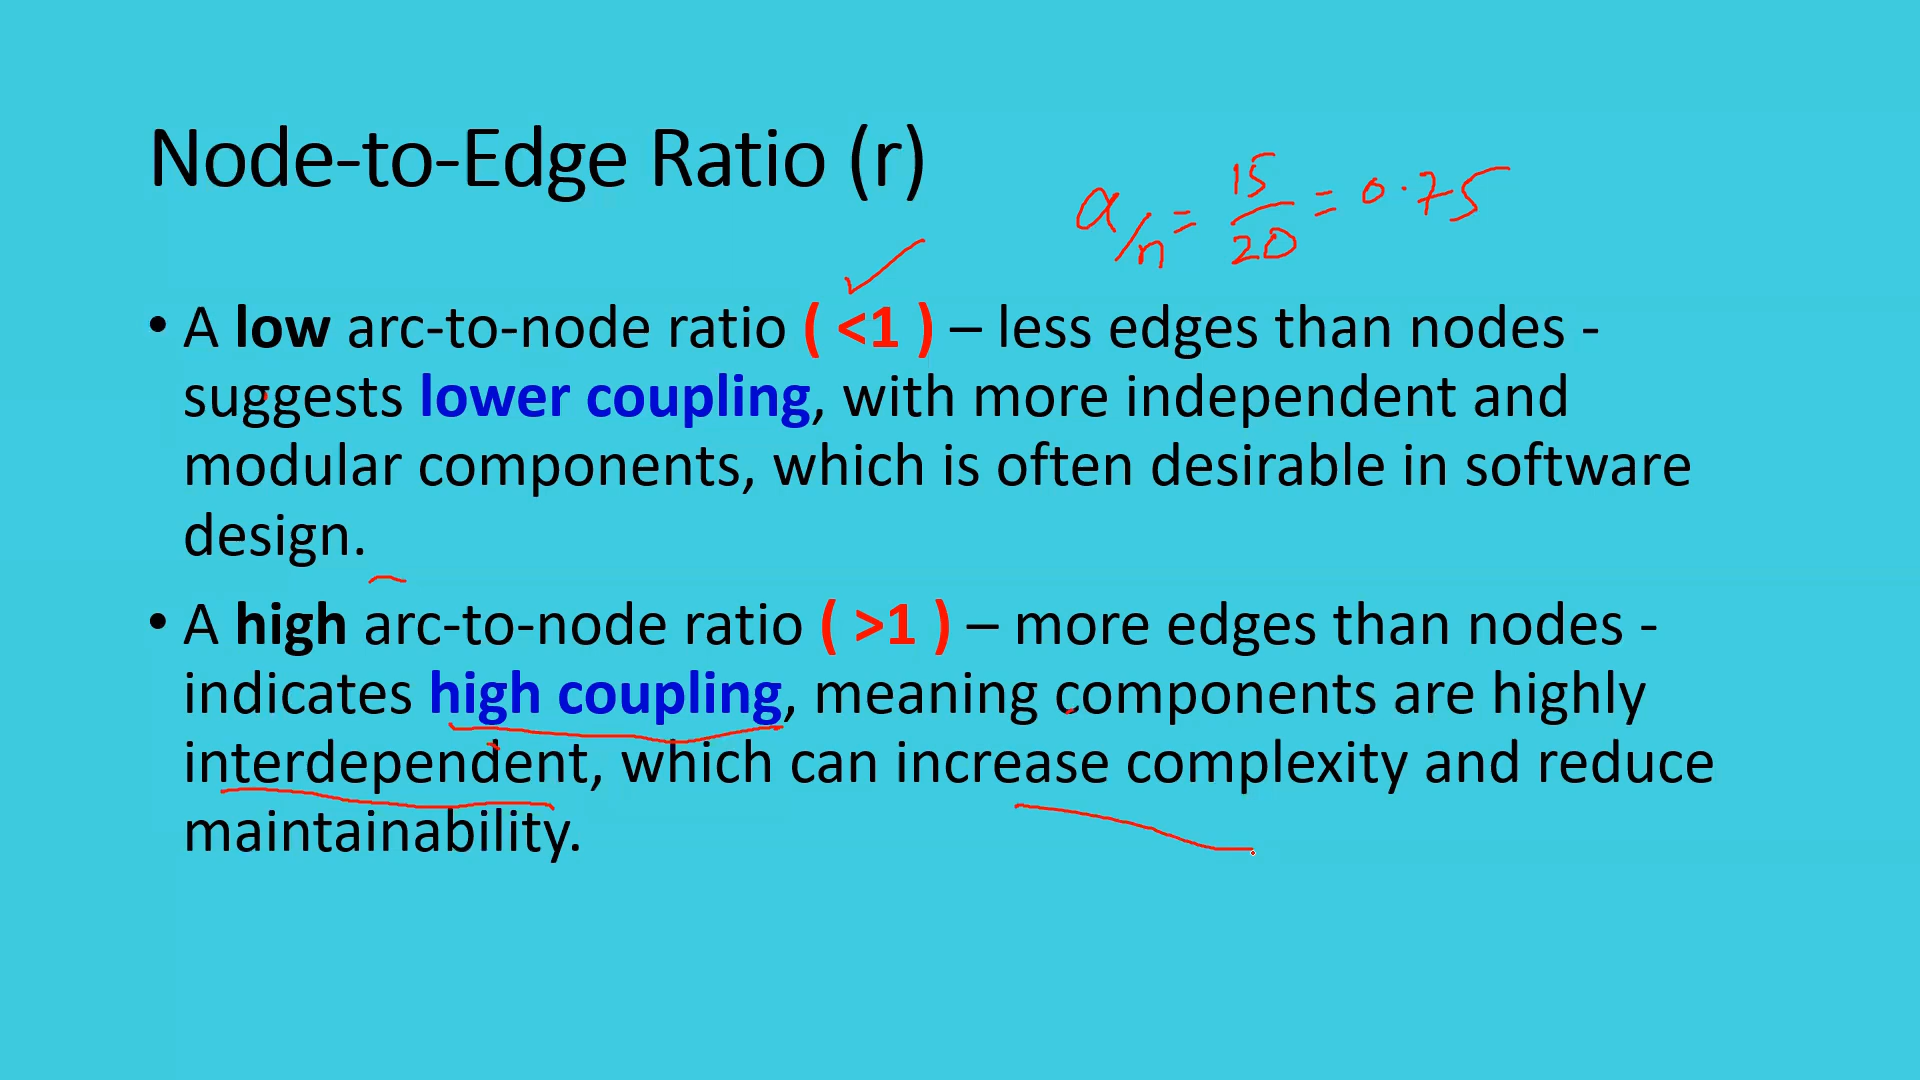 Node-to-Edge Ratio (r)
a/n = 15/20 = 0.75
• A low arc-to-node ratio ( <1 ) – less edges than nodes -
suggests lower coupling, with more independent and
modular components, which is often desirable in software
design.
• A high arc-to-node ratio ( >1 ) – more edges than nodes -
indicates high coupling, meaning components are highly
interdependent, which can increase complexity and reduce
maintainability.